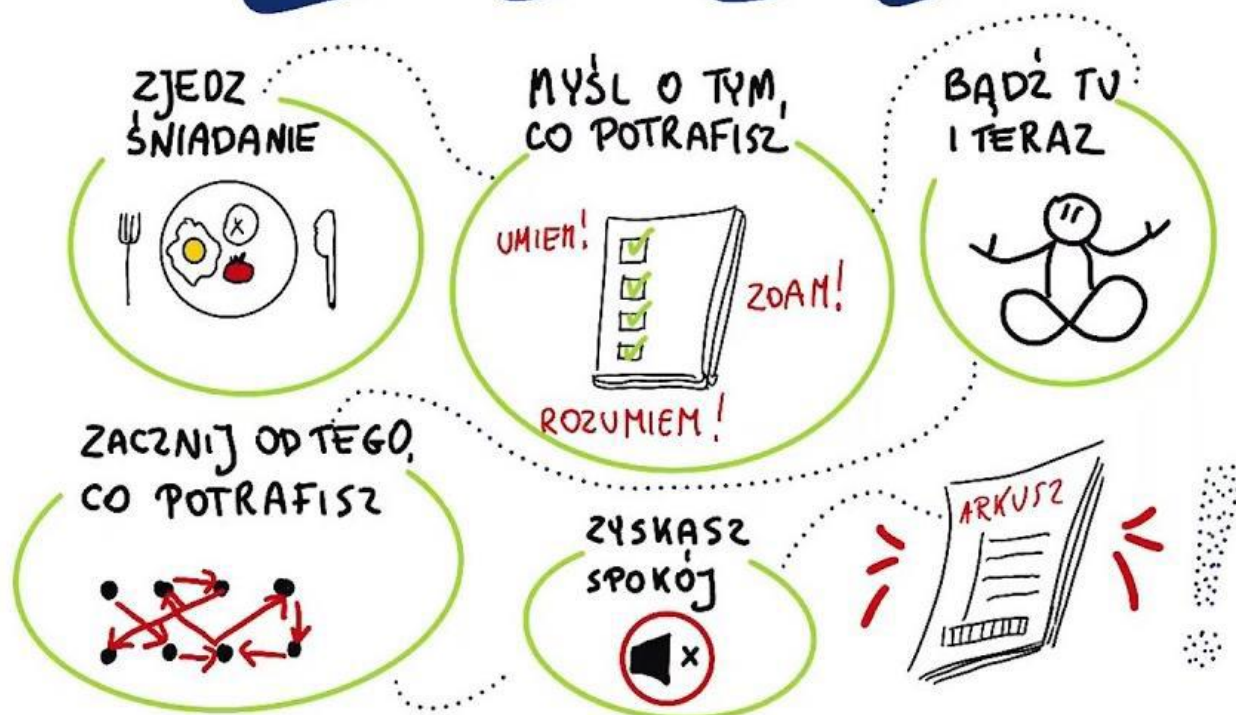 ZJEDZ
ŚNIADANIE
MYŚL O TYM,
CO POTRAFISZ
UMIEM!
ZDAM!
ROZUMIEM!
BĄDŹ TU
I TERAZ
ZACZNIJ OD TEGO,
CO POTRAFISZ
ZYSKASZ
SPOKÓJ
ARKUSZ